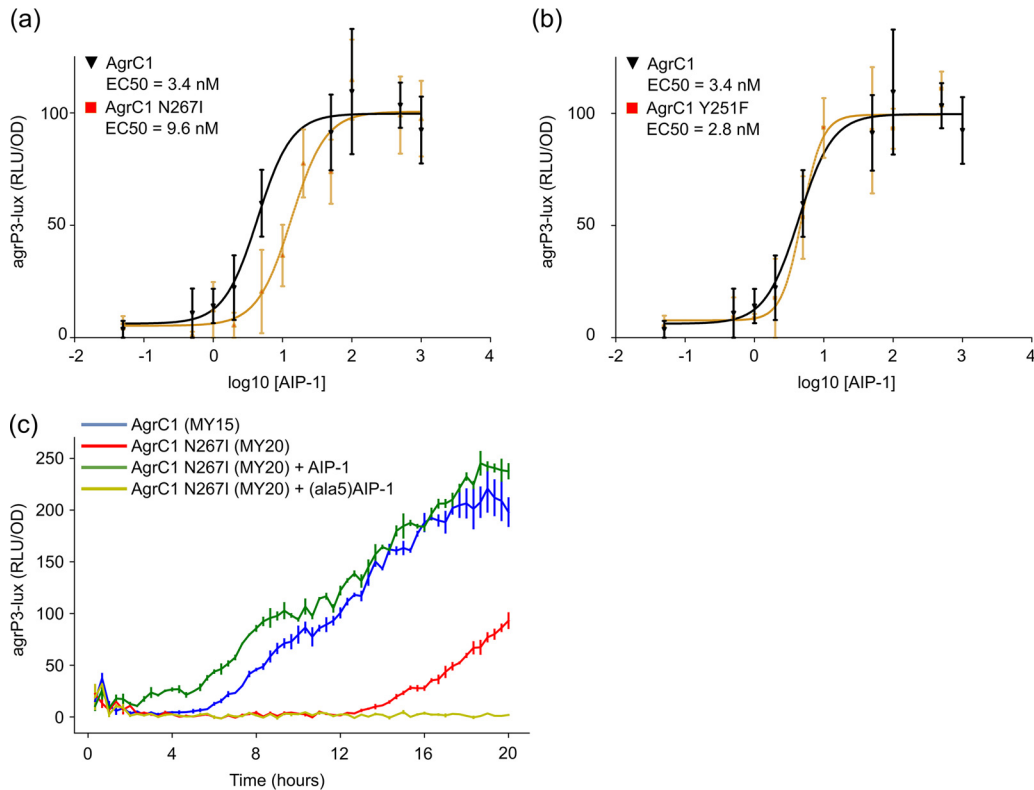 (a)
AgrC1
EC50 = 3.4 nM
AgrC1 N267I
EC50 = 9.6 nM
agrP3-lux (RLU/OD)
100
50
0
-2 -1 0 1 2 3 4
log10 [AIP-1]
(b)
AgrC1
EC50 = 3.4 nM
AgrC1 Y251F
EC50 = 2.8 nM
agrP3-lux (RLU/OD)
100
50
0
-2 -1 0 1 2 3 4
log10 [AIP-1]
(c)
AgrC1 (MY15)
AgrC1 N267I (MY20)
AgrC1 N267I (MY20) + AIP-1
AgrC1 N267I (MY20) + (ala5)AIP-1
agrP3-lux (RLU/OD)
250
200
150
100
50
0
0 4 8 12 16 20
Time (hours)